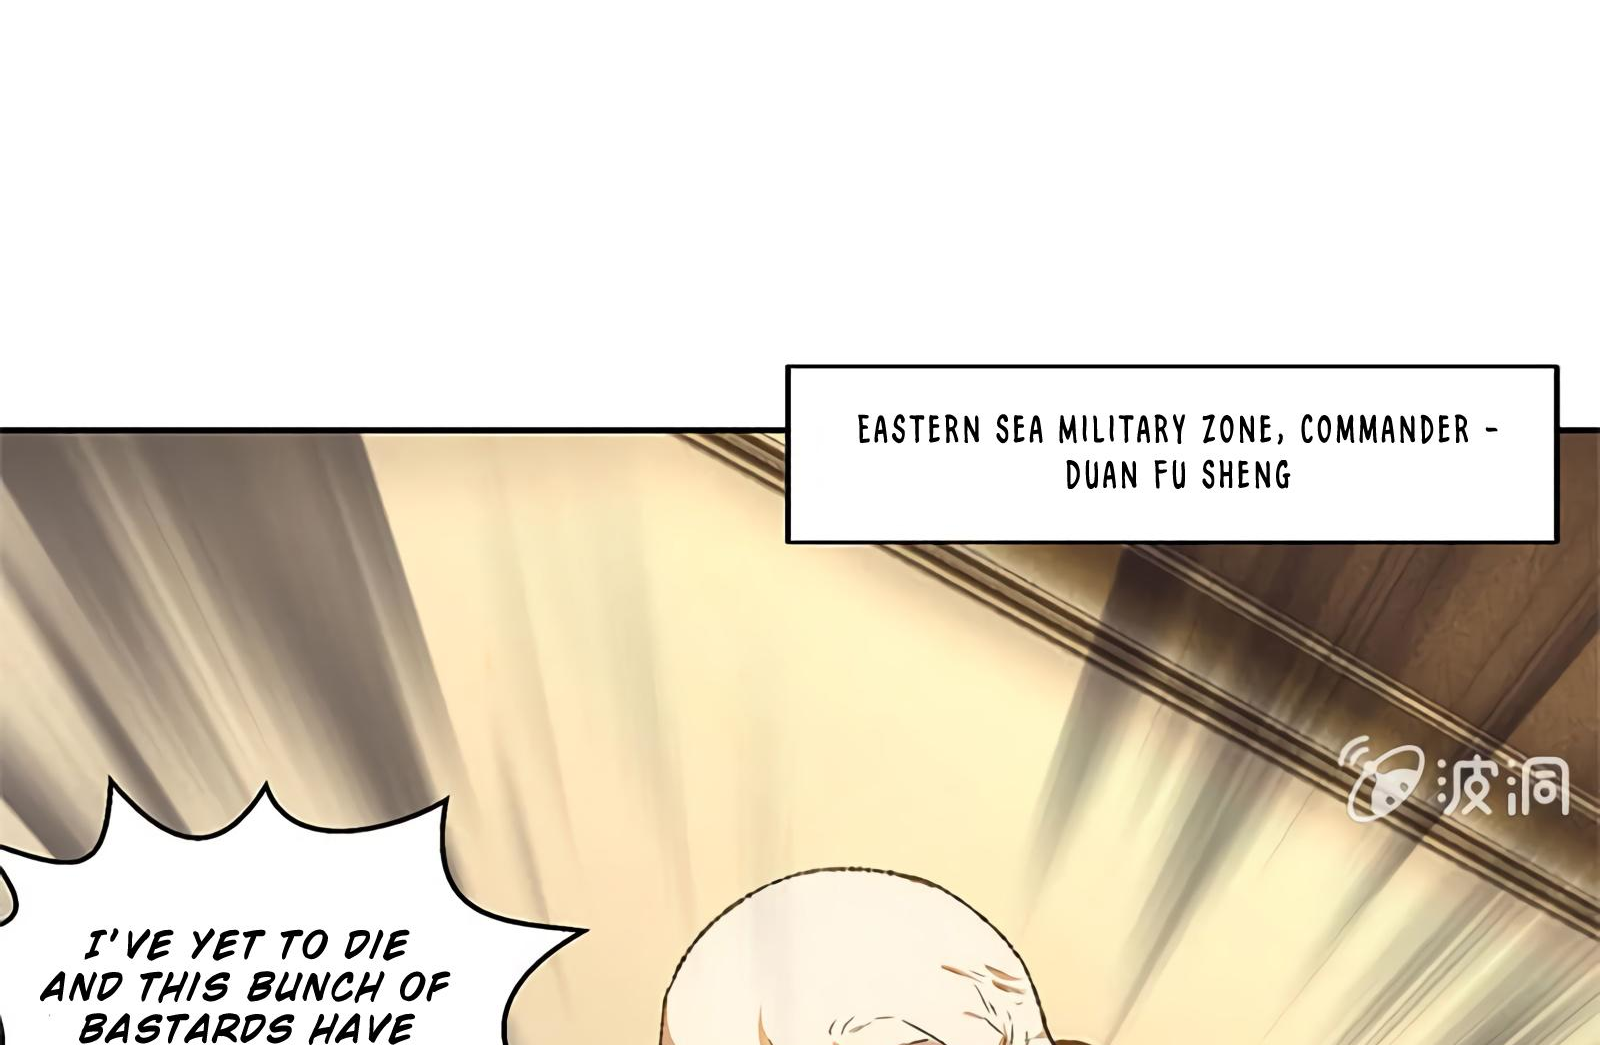 EASTERN SEA MILITARY ZONE, COMMANDER -
DUAN FU SHENG
波洞
I'VE YET TO DIE
AND THIS BUNCH OF
BASTARDS HAVE